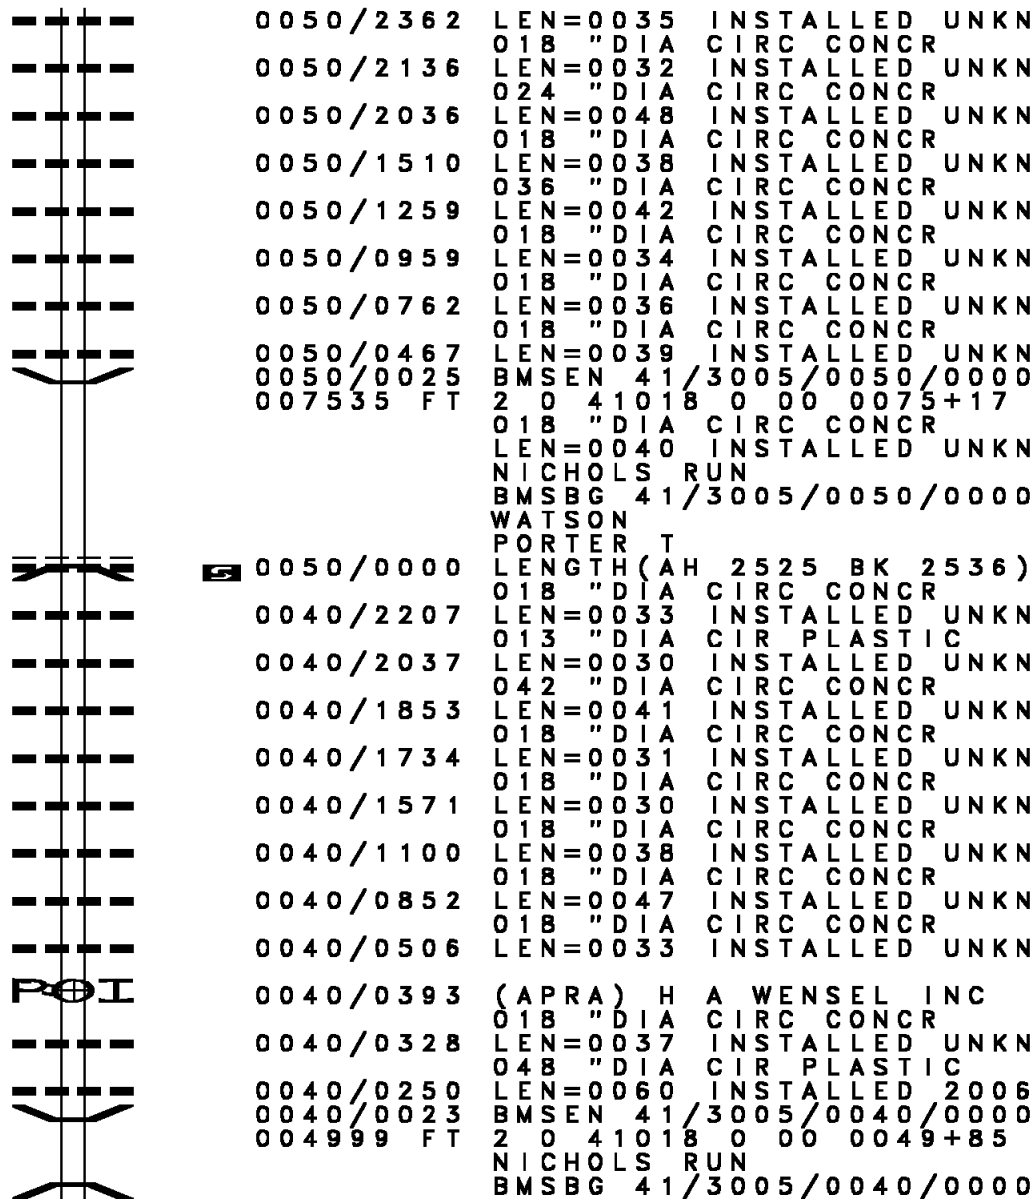 0050/2362 LEN=0035 INSTALLED UNKN
018 "DIA CIRC CONCR
0050/2136 LEN=0032 INSTALLED UNKN
024 "DIA CIRC CONCR
0050/2036 LEN=0048 INSTALLED UNKN
018 "DIA CIRC CONCR
0050/1510 LEN=0038 INSTALLED UNKN
036 "DIA CIRC CONCR
0050/1259 LEN=0042 INSTALLED UNKN
018 "DIA CIRC CONCR
0050/0959 LEN=0034 INSTALLED UNKN
018 "DIA CIRC CONCR
0050/0762 LEN=0036 INSTALLED UNKN
018 "DIA CIRC CONCR
0050/0467 LEN=0039 INSTALLED UNKN
0050/0025 BMSEN 41/3005/0050/0000
007535 FT 2 0 41018 0 00 0075+17
018 "DIA CIRC CONCR
LEN=0040 INSTALLED UNKN
NICHOLS RUN
BMSBG 41/3005/0050/0000
WATSON
PORTER T
S 0050/0000 LENGTH(AH 2525 BK 2536)
018 "DIA CIRC CONCR
0040/2207 LEN=0033 INSTALLED UNKN
013 "DIA CIR PLASTIC
0040/2037 LEN=0030 INSTALLED UNKN
042 "DIA CIRC CONCR
0040/1853 LEN=0041 INSTALLED UNKN
018 "DIA CIRC CONCR
0040/1734 LEN=0031 INSTALLED UNKN
018 "DIA CIRC CONCR
0040/1571 LEN=0030 INSTALLED UNKN
018 "DIA CIRC CONCR
0040/1100 LEN=0038 INSTALLED UNKN
018 "DIA CIRC CONCR
0040/0852 LEN=0047 INSTALLED UNKN
018 "DIA CIRC CONCR
0040/0506 LEN=0033 INSTALLED UNKN
POI 0040/0393 (APRA) H A WENSEL INC
018 "DIA CIRC CONCR
0040/0328 LEN=0037 INSTALLED UNKN
048 "DIA CIR PLASTIC
0040/0250 LEN=0060 INSTALLED 2006
0040/0023 BMSEN 41/3005/0040/0000
004999 FT 2 0 41018 0 00 0049+85
NICHOLS RUN
BMSBG 41/3005/0040/0000